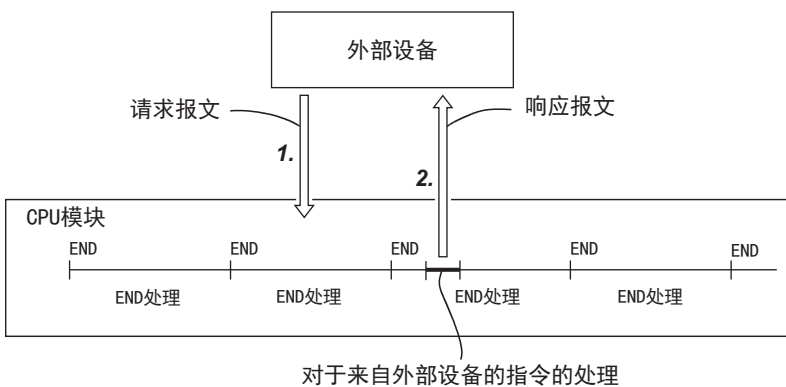 外部设备
请求报文
响应报文
1.
2.
CPU模块
END END END END END
END处理 END处理 END处理 END处理
对于来自外部设备的指令的处理